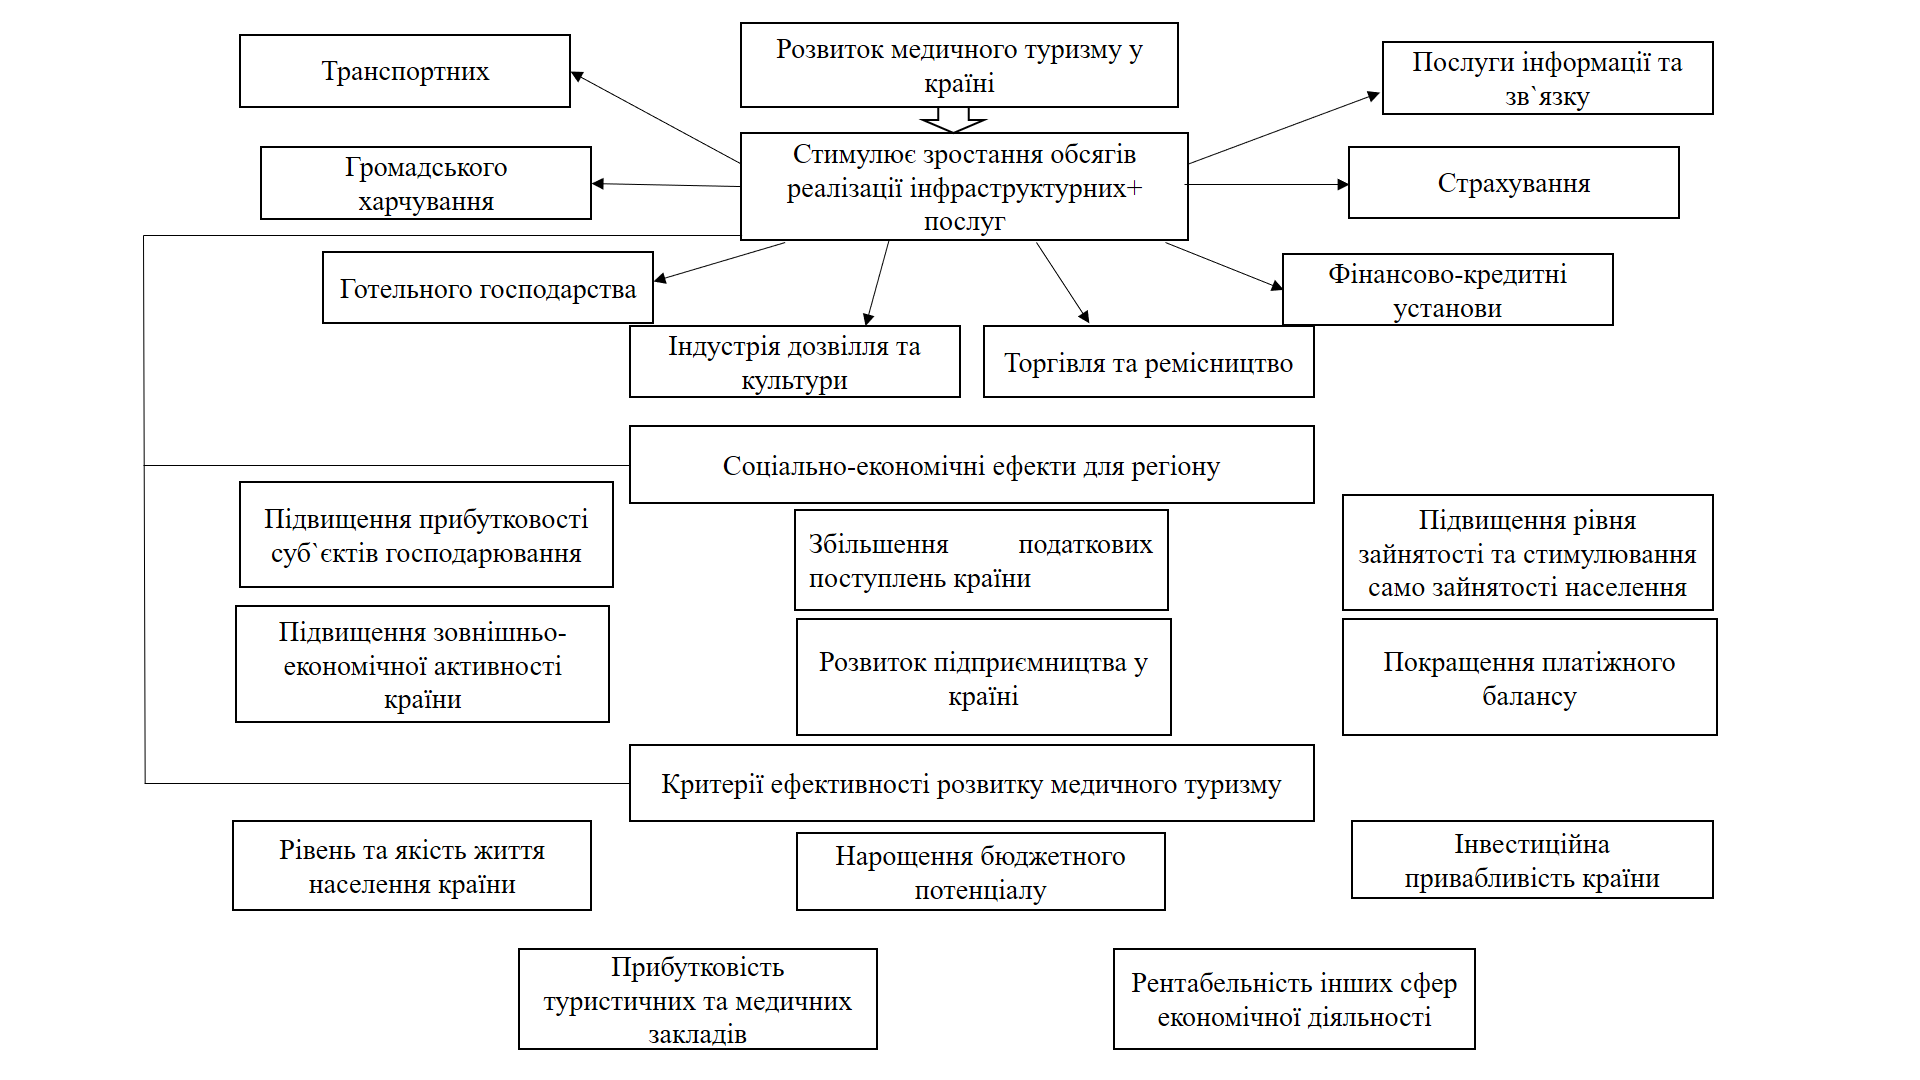 Розвиток медичного туризму у
країні
Транспортних
Послуги інформації та
зв`язку
Стимулює зростання обсягів
реалізації інфраструктурних+
послуг
Громадського
харчування
Страхування
Готельного господарства
Фінансово-кредитні
установи
Індустрія дозвілля та
культури
Торгівля та ремісництво
Соціально-економічні ефекти для регіону
Підвищення прибутковості
суб`єктів господарювання
Збільшення податкових
поступлень країни
Підвищення рівня
зайнятості та стимулювання
само зайнятості населення
Підвищення зовнішньо-
економічної активності
країни
Розвиток підприємництва у
країні
Покращення платіжного
балансу
Критерії ефективності розвитку медичного туризму
Рівень та якість життя
населення країни
Нарощення бюджетного
потенціалу
Інвестиційна
привабливість країни
Прибутковість
туристичних та медичних
закладів
Рентабельність інших сфер
економічної діяльності